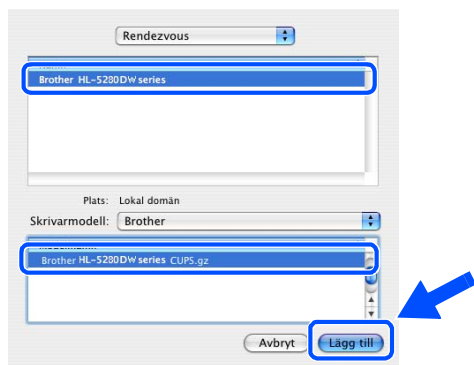 Rendezvous
Brother HL-5280DW series
Plats: Lokal domän
Skrivarmodell: Brother
Brother HL-5280DW series CUPS.gz
Avbryt Lägg till